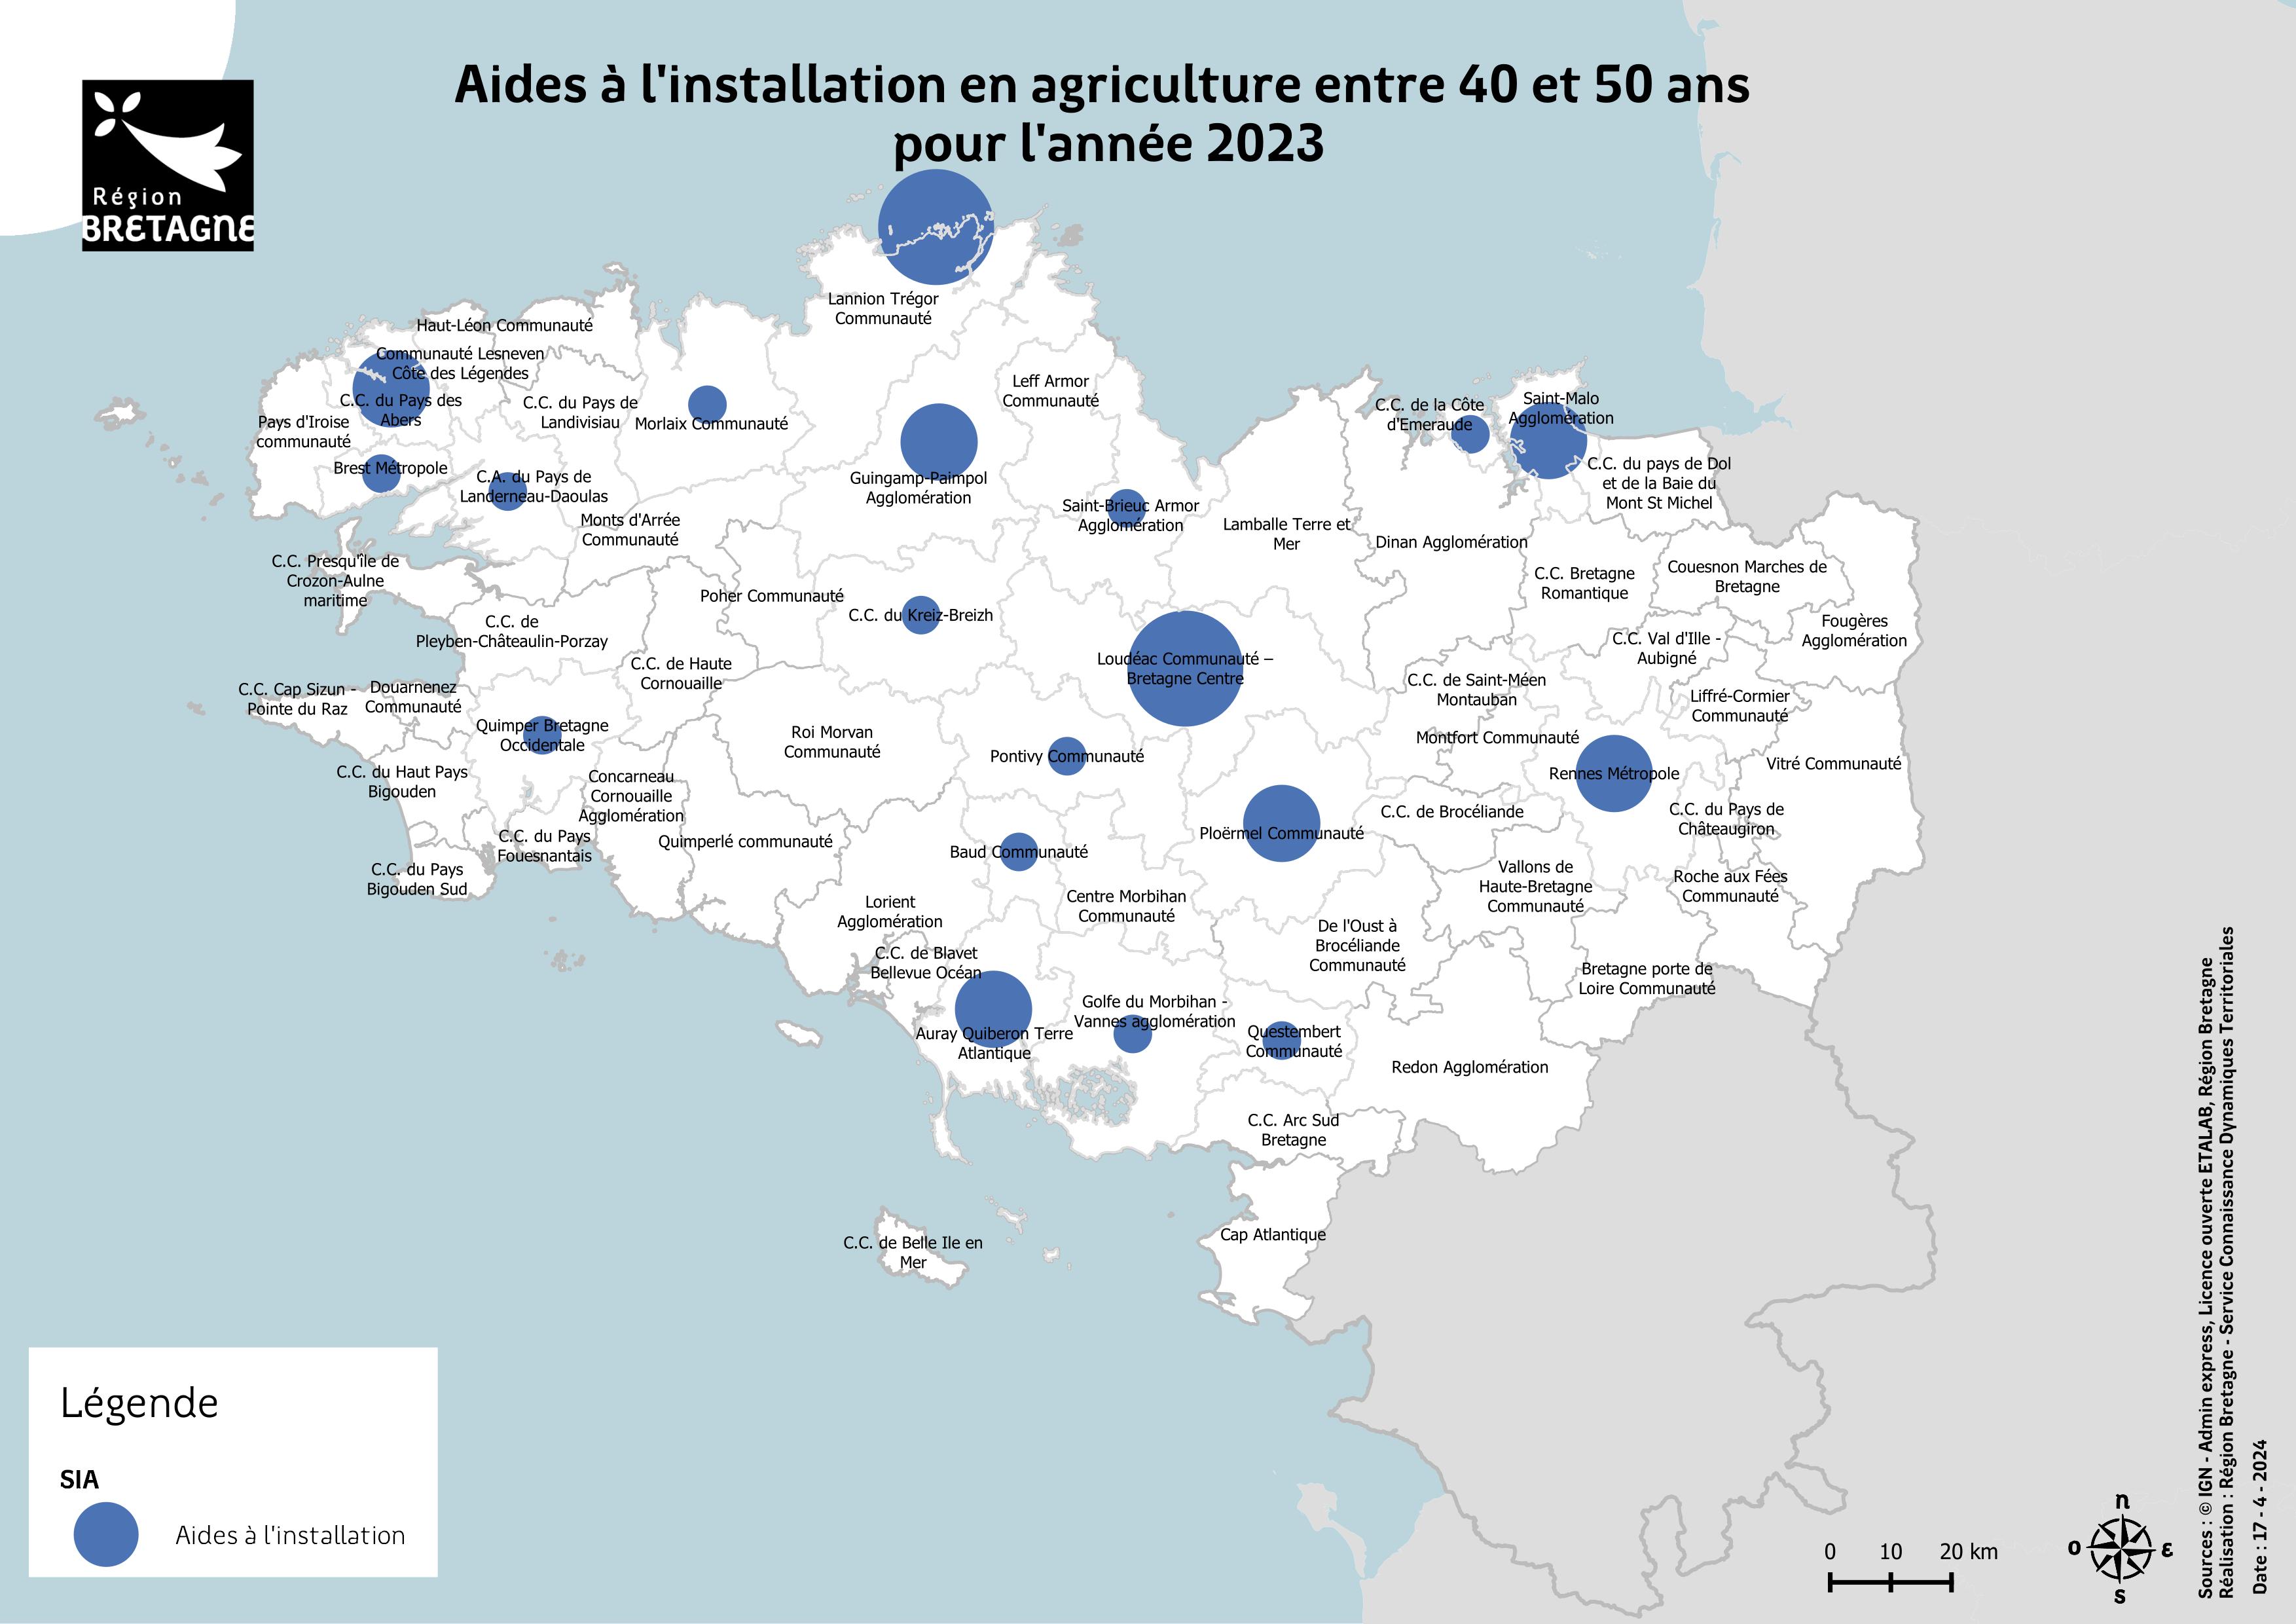 Aides à l'installation en agriculture entre 40 et 50 ans
pour l'année 2023
Région
BRETAGNE
Lannion Trégor
Communauté
Haut-Léon Communauté
Communauté Lesneven
Côte des Légendes
C.C. du Pays des
Abers
Pays d'Iroise
communauté
C.C. du Pays de
Landivisiau
Morlaix Communauté
Leff Armor
Communauté
C.C. de la Côte
d'Emeraude
Saint-Malo
Agglomération
Brest Métropole
C.A. du Pays de
Landerneau-Daoulas
Guingamp-Paimpol
Agglomération
C.C. du pays de Dol
et de la Baie du
Mont St Michel
Saint-Brieuc Armor
Agglomération
Monts d'Arrée
Communauté
Lamballe Terre et
Mer
Dinan Agglomération
C.C. Presqu'île de
Crozon-Aulne
maritime
C.C. Bretagne
Romantique
Couesnon Marches de
Bretagne
Poher Communauté
C.C. du Kreiz-Breizh
C.C. de
Pleyben-Châteaulin-Porzay
Fougères
Agglomération
C.C. Val d'Ille -
Aubigné
C.C. de Haute
Cornouaille
Loudéac Communauté –
Bretagne Centre
C.C. Cap Sizun -
Pointe du Raz
Douarnenez
Communauté
C.C. de Saint-Méen
Montauban
Liffré-Cormier
Communauté
Quimper Bretagne
Occidentale
Roi Morvan
Communauté
Pontivy Communauté
Montfort Communauté
Rennes Métropole
Vitré Communauté
C.C. du Haut Pays
Bigouden
Concarneau
Cornouaille
Agglomération
C.C. de Brocéliande
C.C. du Pays de
Châteaugiron
C.C. du Pays
Fouesnantais
Quimperlé communauté
Baud Communauté
Ploërmel Communauté
C.C. du Pays
Bigouden Sud
Vallons de
Haute-Bretagne
Communauté
Roche aux Fées
Communauté
Lorient
Agglomération
Centre Morbihan
Communauté
De l'Oust à
Brocéliande
Communauté
C.C. de Blavet
Bellevue Océan
Bretagne porte de
Loire Communauté
Auray Quiberon Terre
Atlantique
Golfe du Morbihan -
Vannes agglomération
Questembert
Communauté
Redon Agglomération
C.C. Arc Sud
Bretagne
Cap Atlantique
C.C. de Belle Ile en
Mer
Légende
SIA
Aides à l'installation
0 10 20 km
n
o ε
s
Sources : © IGN - Admin express, Licence ouverte ETALAB, Région Bretagne
Réalisation : Région Bretagne - Service Connaissance Dynamiques Territoriales
Date : 17 - 4 - 2024